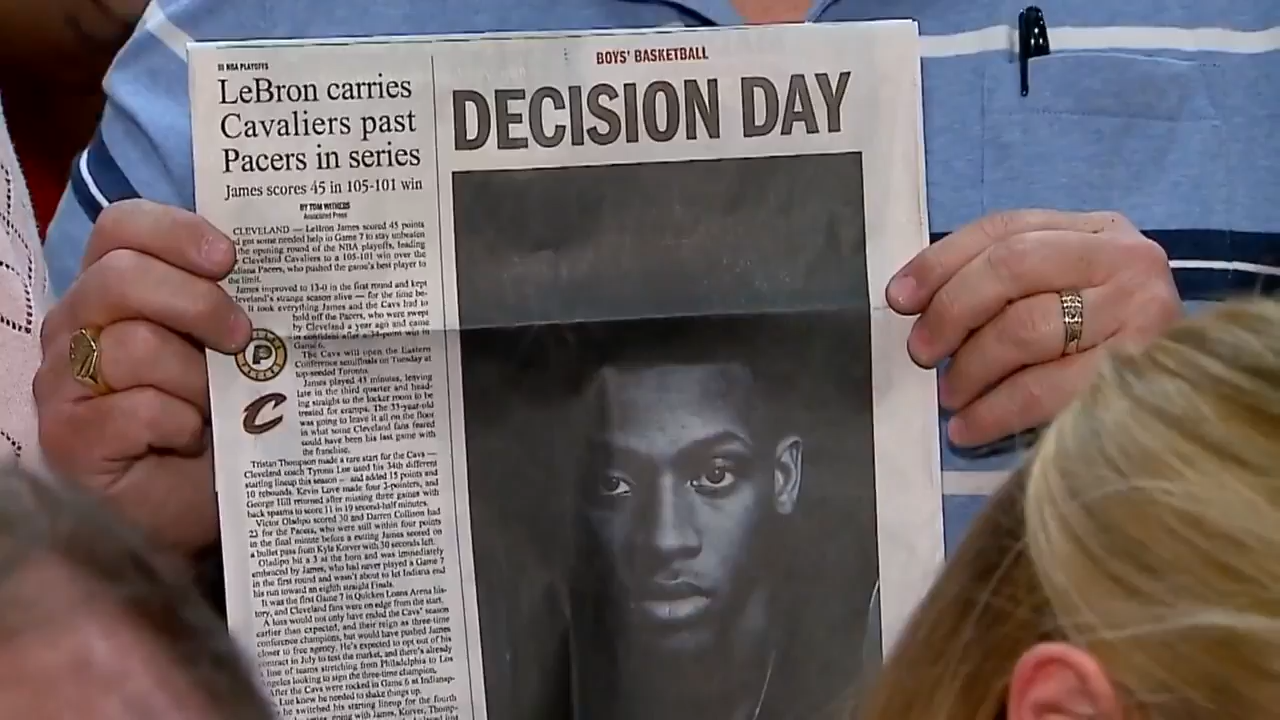 NBA PLAYOFFS
LeBron carries
Cavaliers past
Pacers in series
James scores 45 in 105-101 win
BY TOM WITHERS
Associated Press
CLEVELAND — LeBron James scored 45 points
d got some needed help in Game 7 to stay unbeaten
the opening round of the NBA playoffs, leading
Cleveland Cavaliers to a 105-101 win over the
diana Pacers, who pushed the game's best player to
the limit.
James improved to 13-0 in the first round and kept
leveland's strange season alive — for the time be-
It took everything James and the Cavs had to
hold off the Pacers, who were swept
by Cleveland a year ago and came
in confident after a 34-point win in
Game 6.
The Cavs will open the Eastern
Conference semifinals on Tuesday at
top-seeded Toronto.
James played 43 minutes, leaving
late in the third quarter and head-
ing straight to the locker room to be
treated for cramps. The 33-year-old
was going to leave it all on the floor
in what some Cleveland fans feared
could have been his last game with
the franchise.
Tristan Thompson made a rare start for the Cavs —
Cleveland coach Tyronn Lue used his 34th different
starting lineup this season — and added 15 points and
10 rebounds. Kevin Love made four 3-pointers, and
George Hill returned after missing three games with
back spasms to score 11 in 19 second-half minutes.
Victor Oladipo scored 30 and Darren Collison had
23 for the Pacers, who were still within four points
in the final minute before a cutting James scored on
a bullet pass from Kyle Korver with 30 seconds left.
Oladipo hit a 3 at the horn and was immediately
embraced by James, who had never played a Game 7
in the first round and wasn't about to let Indiana end
his run toward an eighth straight Finals.
It was the first Game 7 in Quicken Loans Arena his-
tory, and Cleveland fans were on edge from the start.
A loss would not only have ended the Cavs' season
earlier than expected, and their reign as three-time
conference champions, but would have pushed James
closer to free agency. He's expected to opt out of his
contract in July to test the market, and there's already
a line of teams stretching from Philadelphia to Los
Angeles looking to sign the three-time champion.
After the Cavs were rocked in Game 6 at Indianap-
Lue knew he needed to shake things up.
he switched his starting lineup for the fourth
going with James, Korver, Thomp-
PACERS
P
C
BOYS' BASKETBALL
DECISION DAY